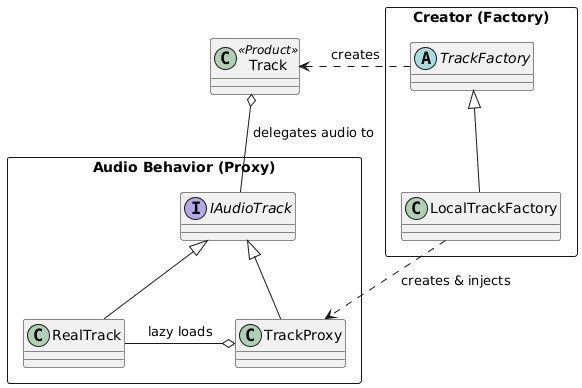 Creator (Factory)
C «Product»
Track
creates
A TrackFactory
delegates audio to
Audio Behavior (Proxy)
I IAudioTrack
C LocalTrackFactory
creates & injects
C RealTrack
lazy loads
C TrackProxy